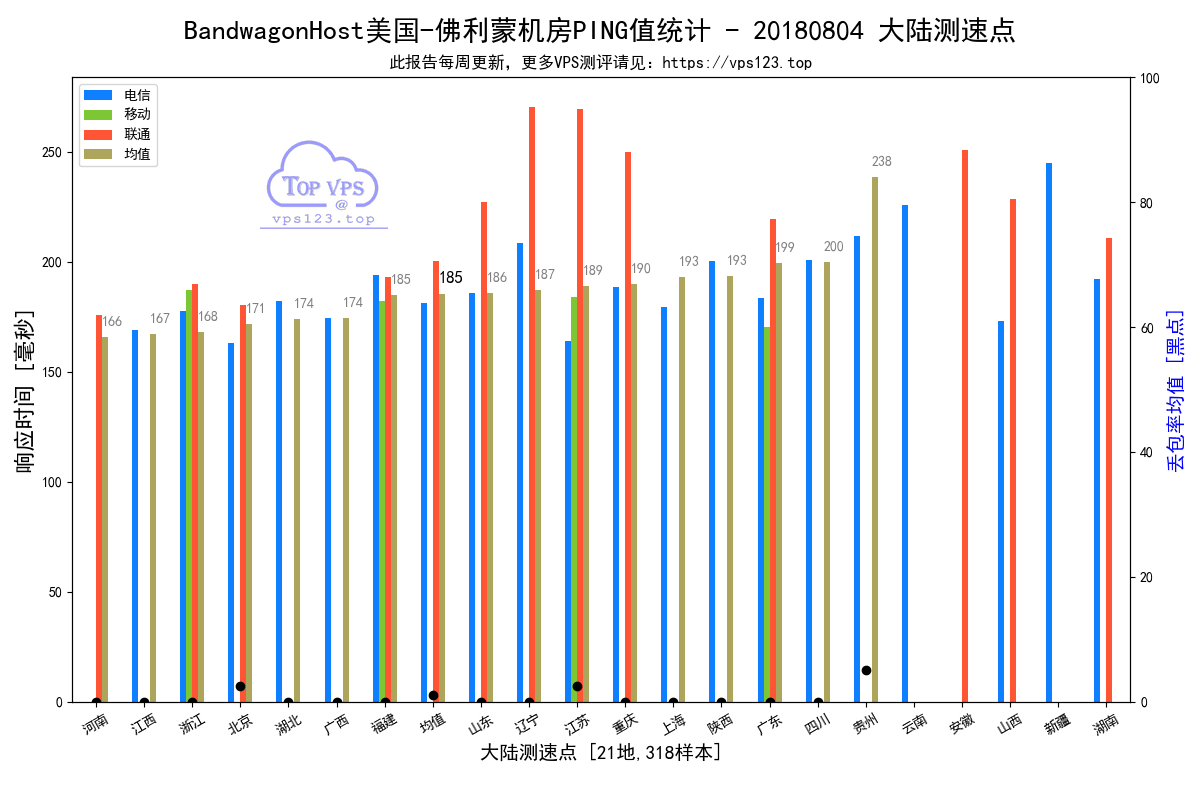 BandwagonHost美国-佛利蒙机房PING值统计 - 20180804 大陆测速点
此报告每周更新，更多VPS测评请见：https://vps123.top
电信
移动
联通
均值
TOP VPS
@
vps123.top
响应时间 [毫秒]
250
200
150
100
50
0
166
167
168
171
174
174
185
185
186
187
189
190
193
193
199
200
238
100
80
60
40
20
0
丢包率均值 [黑点]
河南
江西
浙江
北京
湖北
广西
福建
均值
山东
辽宁
江苏
重庆
上海
陕西
广东
四川
贵州
云南
安徽
山西
新疆
湖南
大陆测速点 [21地,318样本]